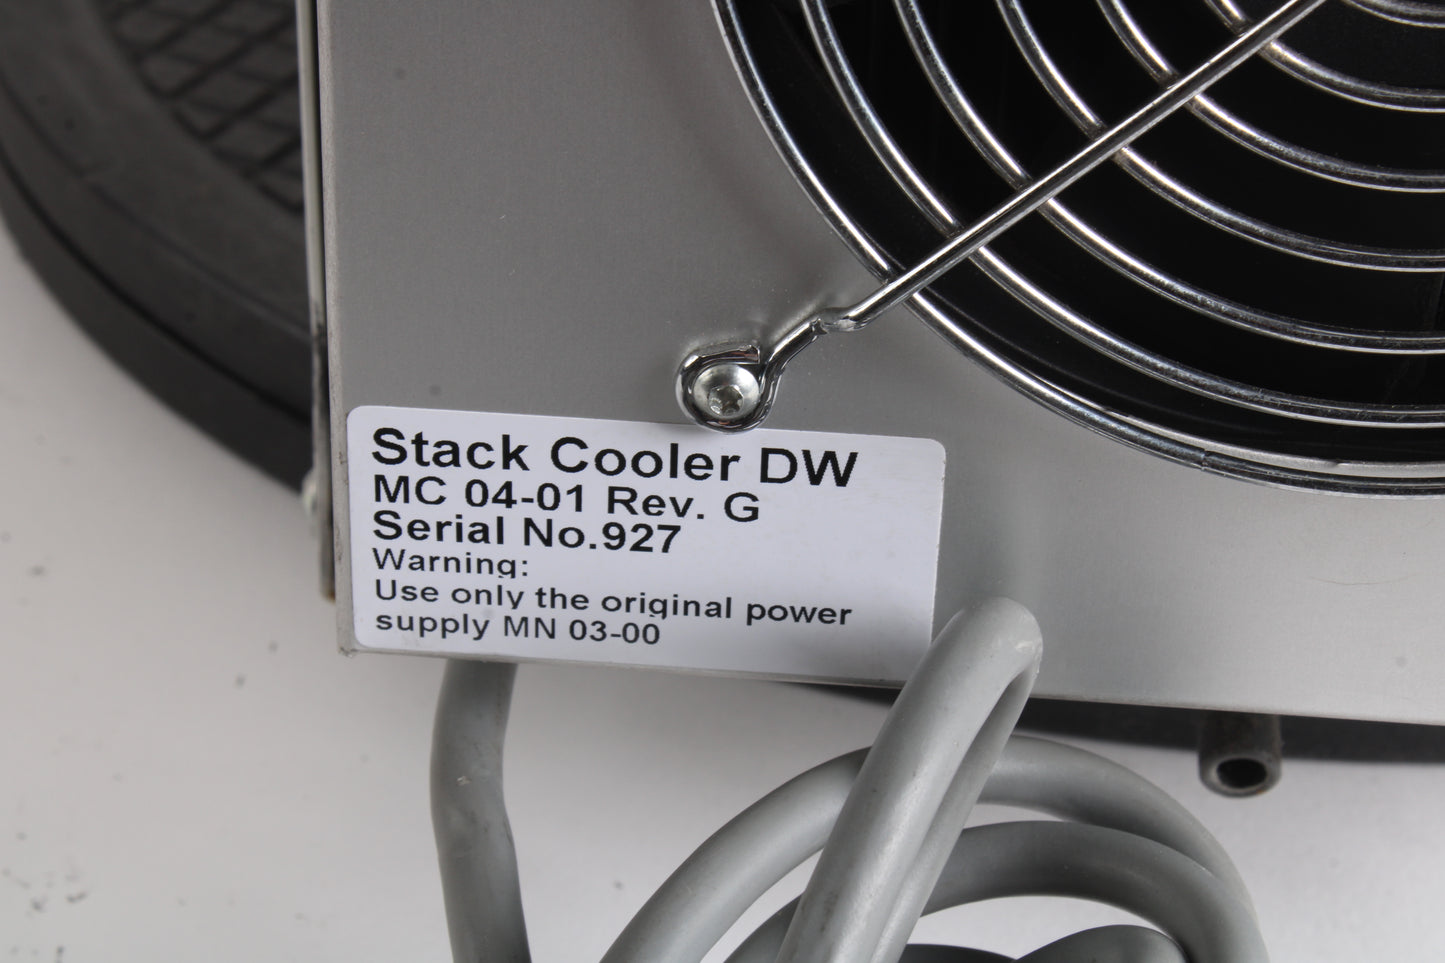 Stack Cooler DW
MC 04-01 Rev. G
Serial No.927
Warning:
Use only the original power
supply MN 03-00